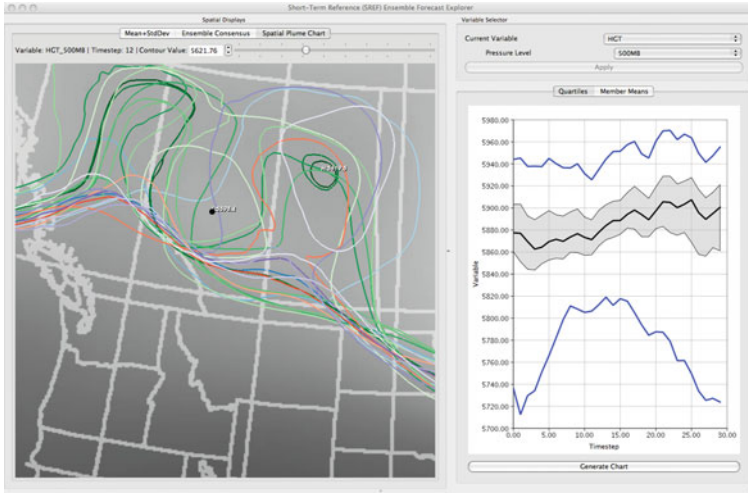 Short-Term Reference (SREF) Ensemble Forecast Explorer
Spatial Displays
Mean+StdDev Ensemble Consensus Spatial Plume Chart
Variable: HGT_500MB | Timestep: 12 | Contour Value: 5621.76
Variable Selector
Current Variable HGT
Pressure Level 500MB
Apply
Quartiles Member Means
5980.00
5960.00
5940.00
5920.00
5900.00
5880.00
5860.00
5840.00
5820.00
5800.00
5780.00
5760.00
5740.00
5720.00
5700.00
Variable
0.00 5.00 10.00 15.00 20.00 25.00 30.00
Timestep
Generate Chart